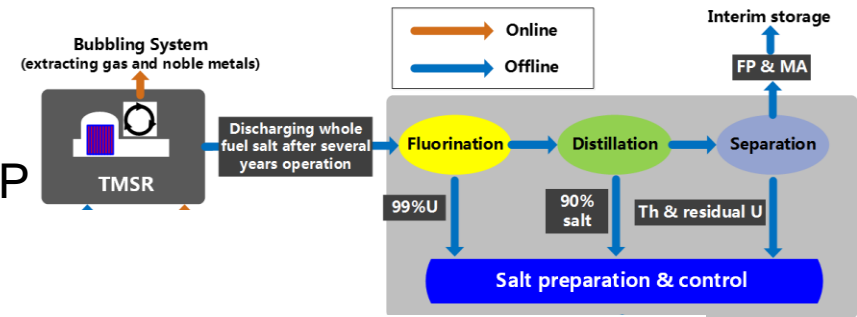 Interim storage
Bubbling System
(extracting gas and noble metals)
Online
Offline
FP & MA
Discharging whole
fuel salt after several
years operation
Fluorination
Distillation
Separation
P
TMSR
99%U
90%
salt
Th & residual U
Salt preparation & control